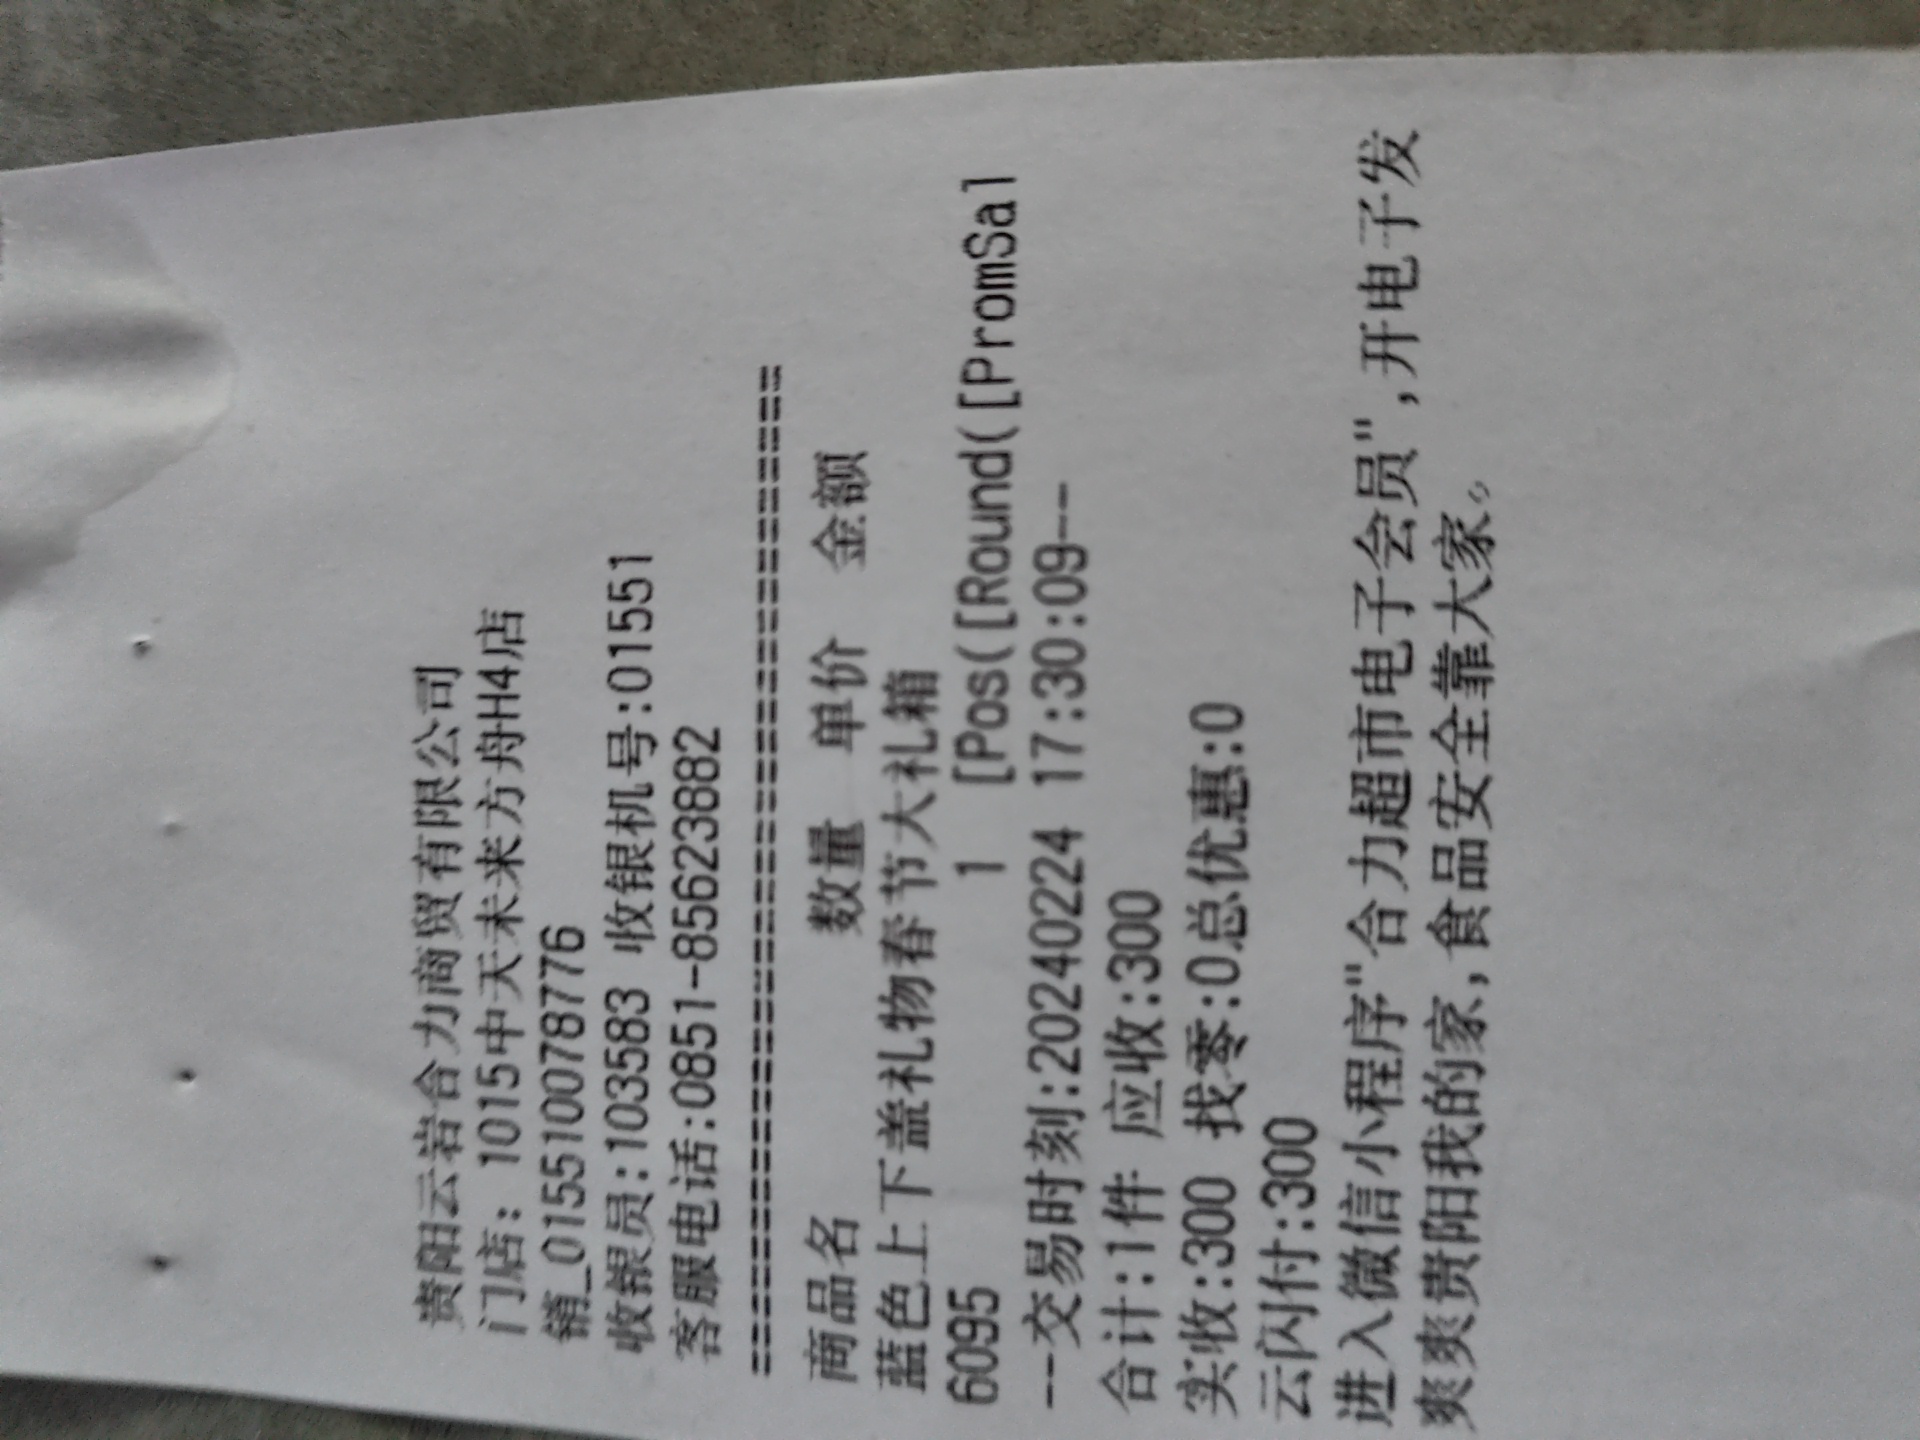 贵阳云岩合力商贸有限公司
门店: 1015中天未来方舟H4店
销_01551007​8776
收银员:103583 收银机号:01551
客服电话:0851-85623882
==========================================
商品名 数量 单价 金额
蓝色上下盖礼物春节大礼箱
6095 1 [Pos([Round([PromSal
--交易时刻:20240224 17:30:09--
合计:1件 应收:300
实收:300 找零:0总优惠:0
云闪付:300
进入微信小程序"合力超市电子会员",开电子发
爽爽贵阳我的家,食品安全靠大家。